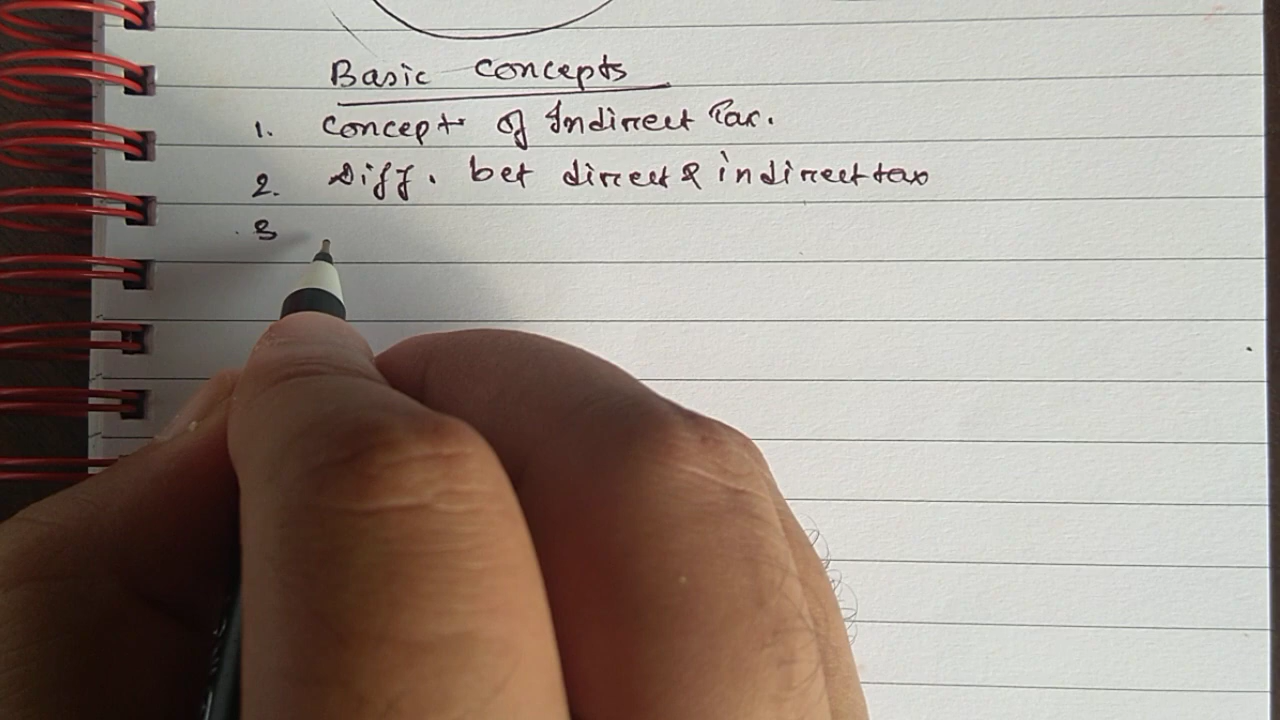 Basic Concepts
1. Concept of Indirect Tax.
2. Diff. bet direct & indirect tax
3